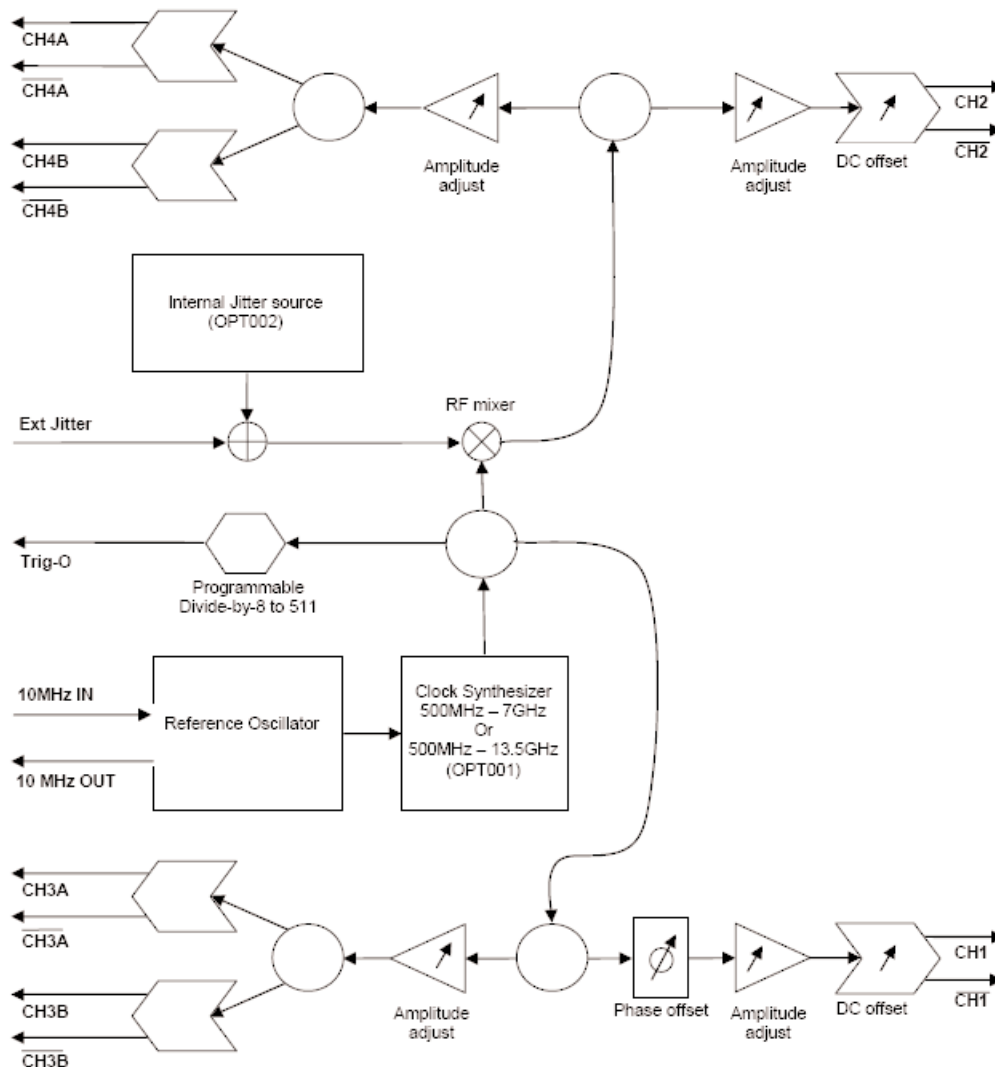 CH4A
CH4A
CH4B
CH4B
Amplitude
adjust
Amplitude
adjust
DC offset
CH2
CH2
Internal Jitter source
(OPT002)
Ext Jitter
RF mixer
Trig-O
Programmable
Divide-by-8 to 511
10MHz IN
10 MHz OUT
Reference Oscillator
Clock Synthesizer
500MHz – 7GHz
Or
500MHz – 13.5GHz
(OPT001)
CH3A
CH3A
CH3B
CH3B
Amplitude
adjust
Phase offset
Amplitude
adjust
DC offset
CH1
CH1